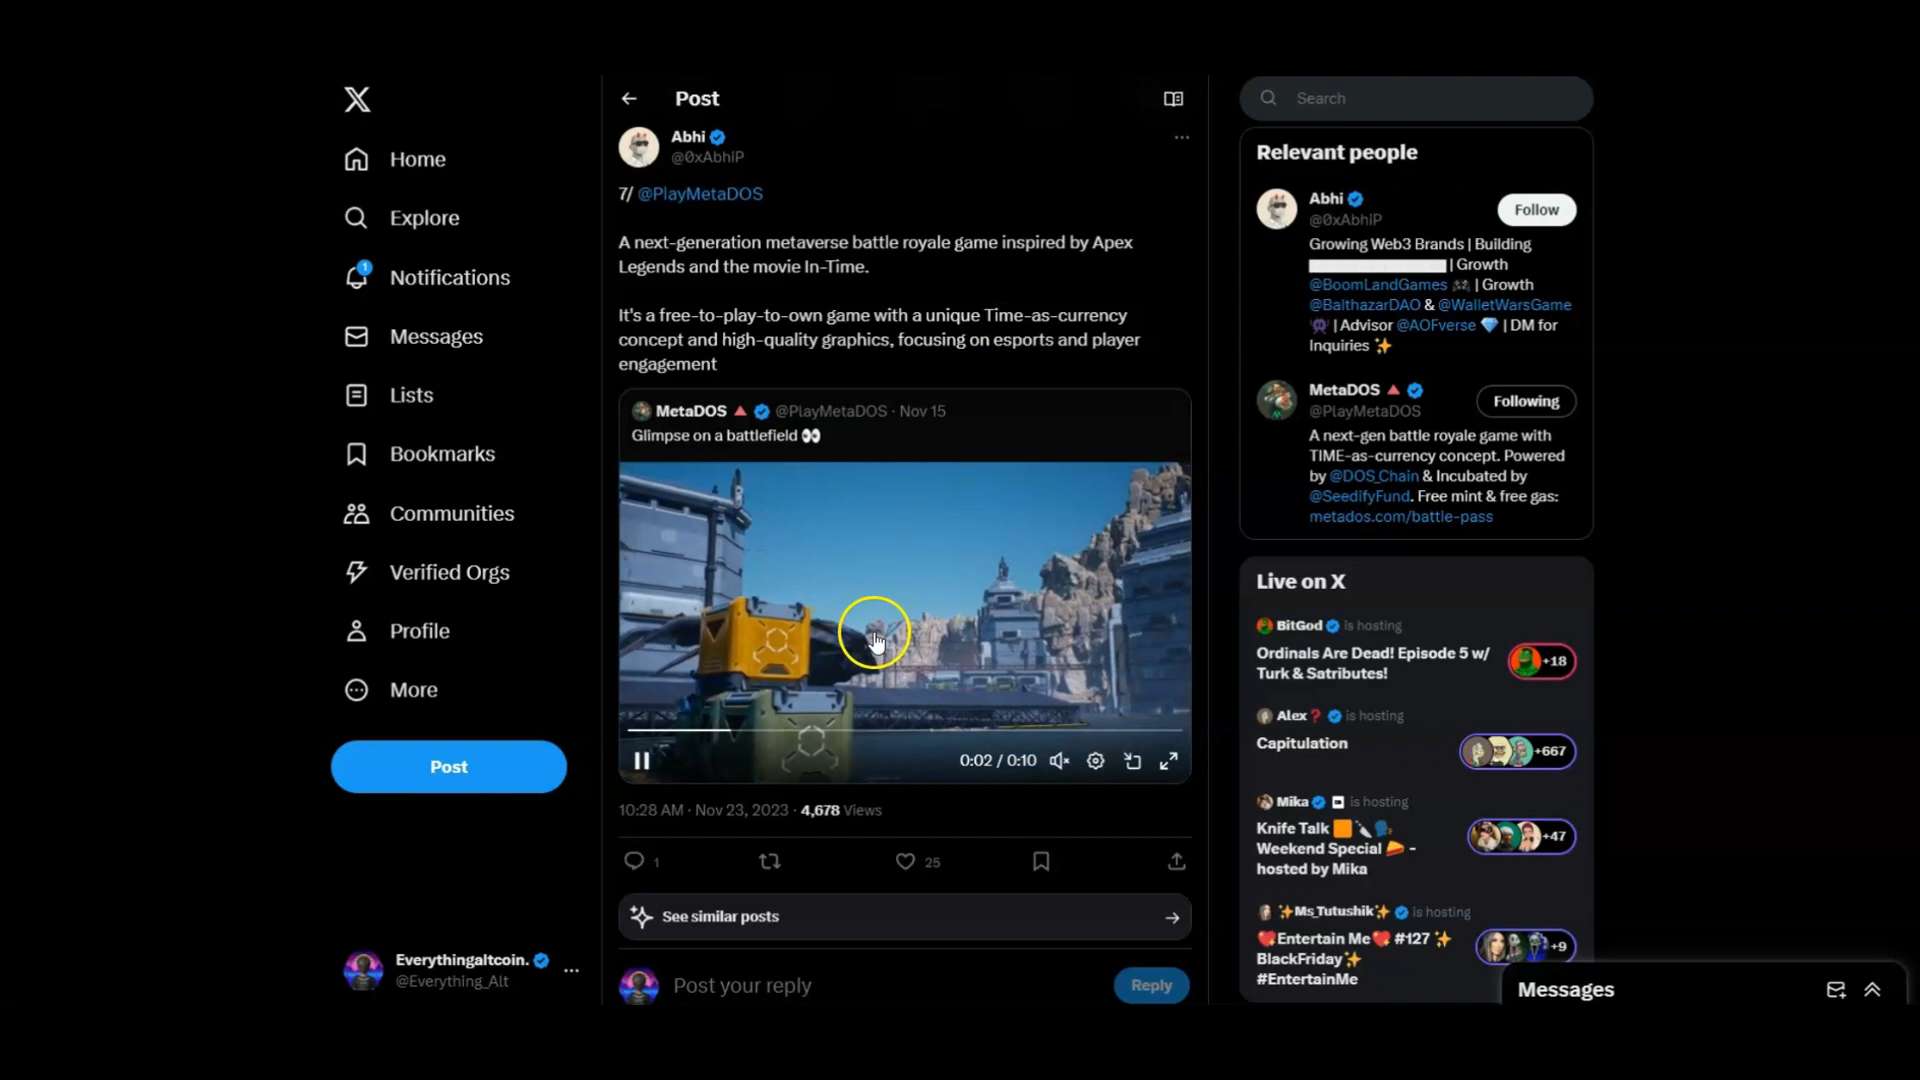 X
Home
Explore
1
Notifications
Messages
Lists
Bookmarks
Communities
Verified Orgs
Profile
More
Post
Everythingaltcoin.
@Everything_Alt
Post
Abhi
@0xAbhiP
7/ @PlayMetaDOS
A next-generation metaverse battle royale game inspired by Apex
Legends and the movie In-Time.
It's a free-to-play-to-own game with a unique Time-as-currency
concept and high-quality graphics, focusing on esports and player
engagement
MetaDOS 🔺 @PlayMetaDOS · Nov 15
Glimpse on a battlefield 👀
0:02 / 0:10
10:28 AM · Nov 23, 2023 · 4,678 Views
1
25
See similar posts
Post your reply
Reply
Search
Relevant people
Abhi
@0xAbhiP
Follow
Growing Web3 Brands | Building
| Growth
@BoomLandGames 🎮 | Growth
@BalthazarDAO & @WalletWarsGame
👾 | Advisor @AOFverse 💎 | DM for
Inquiries ✨
MetaDOS 🔺
@PlayMetaDOS
Following
A next-gen battle royale game with
TIME-as-currency concept. Powered
by @DOS_Chain & Incubated by
@SeedifyFund. Free mint & free gas:
metados.com/battle-pass
Live on X
BitGod is hosting
Ordinals Are Dead! Episode 5 w/
Turk & Satributes!
+18
Alex❓ is hosting
Capitulation
+667
Mika is hosting
Knife Talk 🟧🔪🗣️
Weekend Special 🥧 -
hosted by Mika
+47
✨Ms_Tutushik✨ is hosting
💖Entertain Me💖 #127 ✨
BlackFriday✨
#EntertainMe
+9
Messages